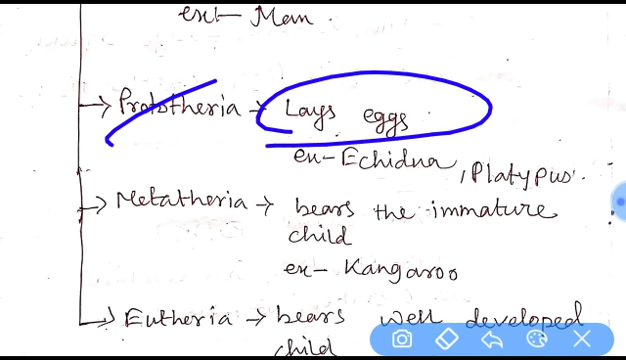 ex:- Man.
→ Prototheria → Lays eggs
ex- Echidna, Platypus.
→ Metatheria → bears the immature
child
ex- Kangaroo
→ Eutheria → bears well developed
child